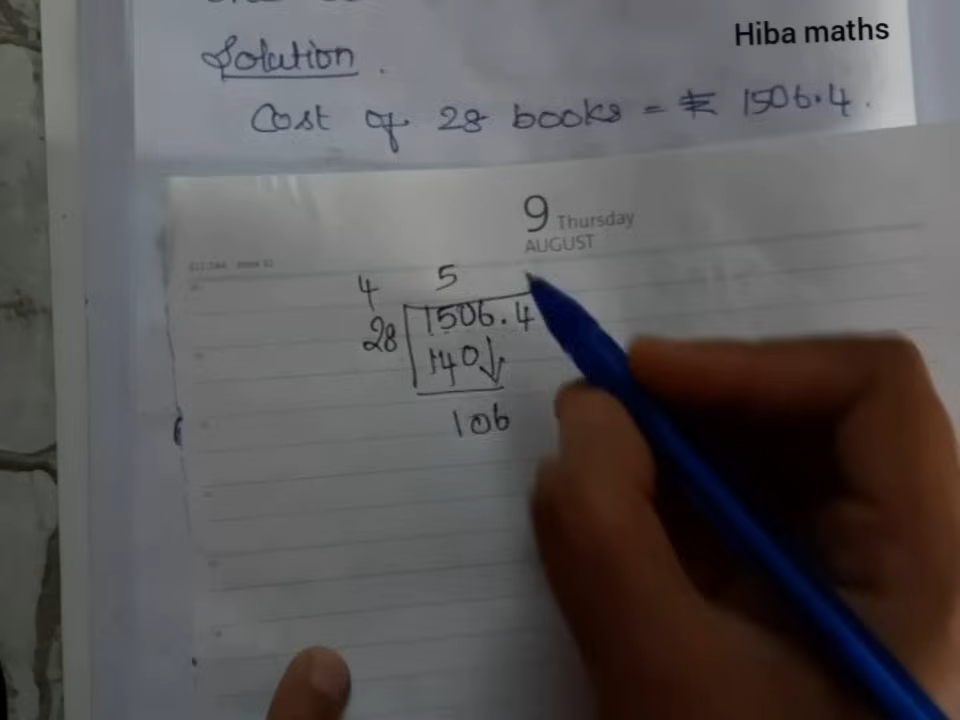 Hiba maths
Solution.
Cost of 28 books = ₹ 1506.4.
9 Thursday
AUGUST
4 5
28 1506.4
140
106